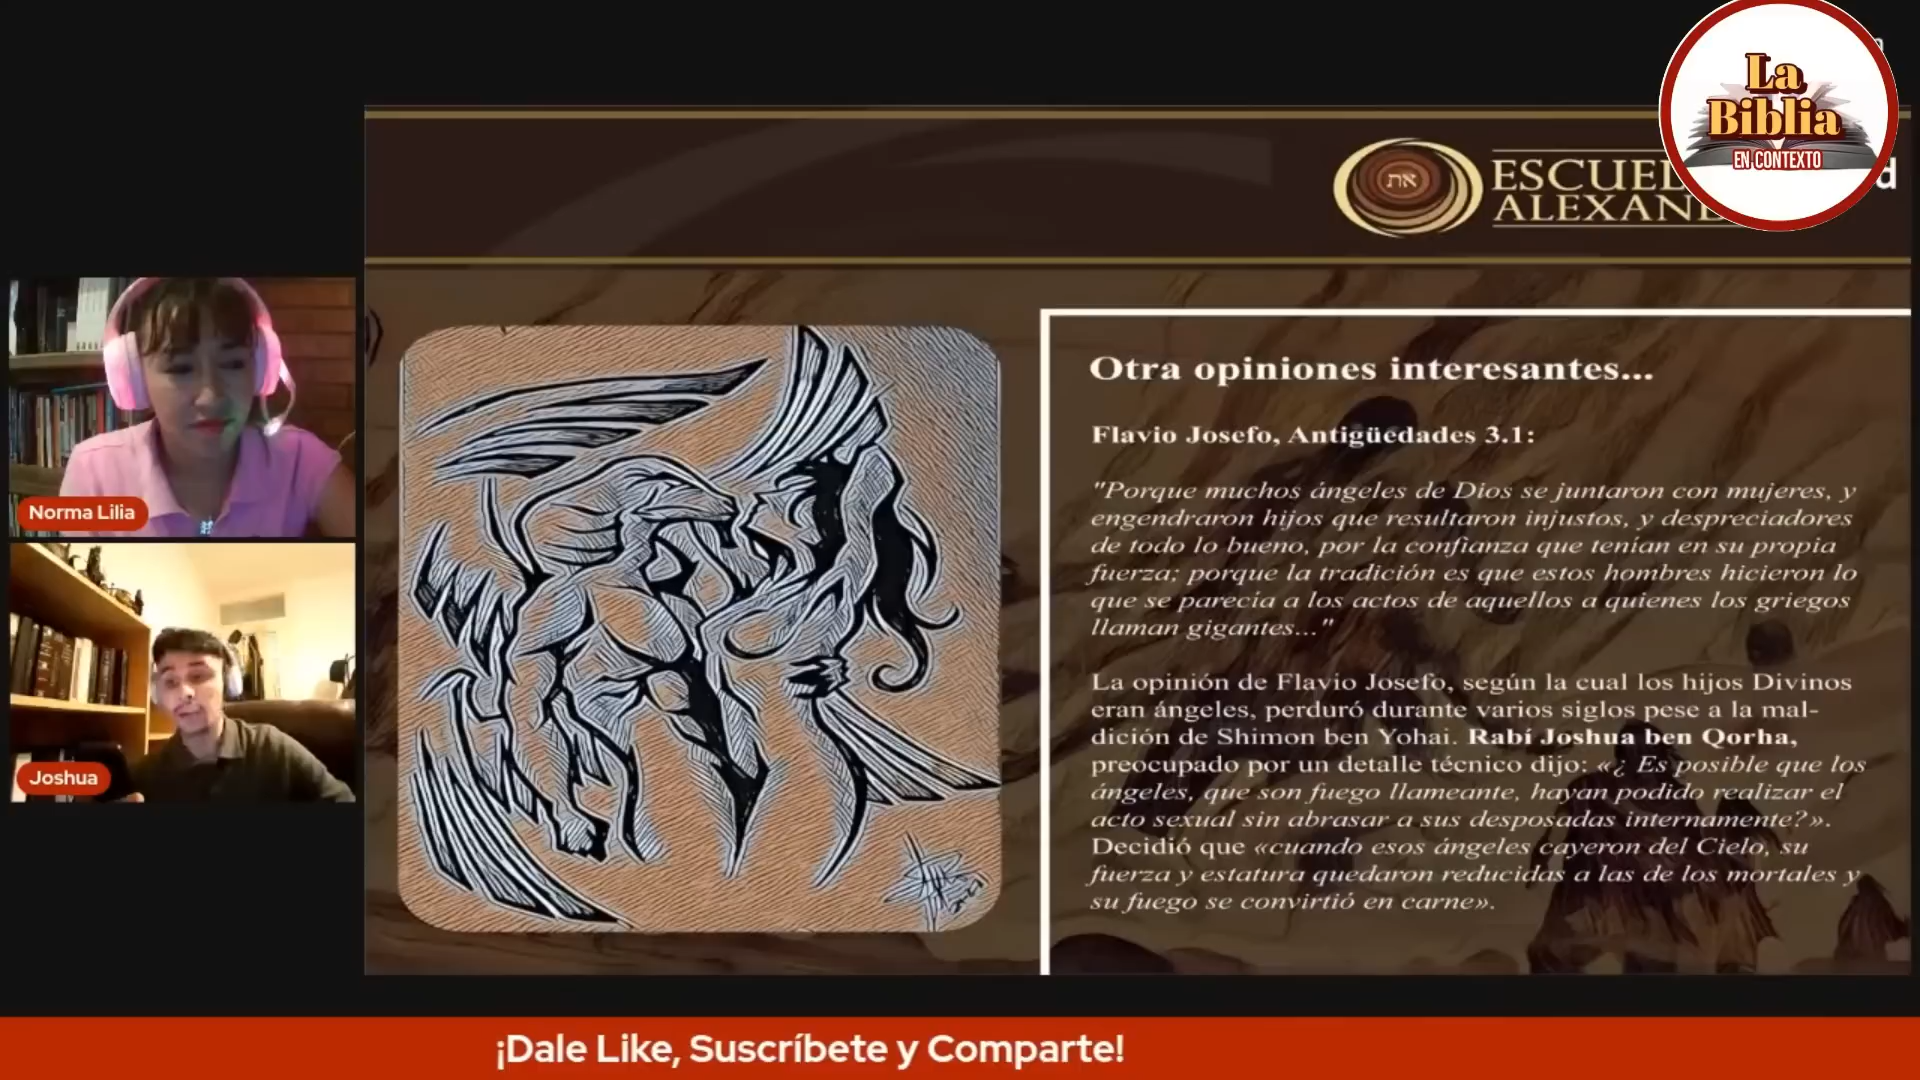 La
Biblia
EN CONTEXTO
את
Norma Lilia
Joshua
Otra opiniones interesantes...
Flavio Josefo, Antigüedades 3.1:
"Porque muchos ángeles de Dios se juntaron con mujeres, y
engendraron hijos que resultaron injustos, y despreciadores
de todo lo bueno, por la confianza que tenían en su propia
fuerza; porque la tradición es que estos hombres hicieron lo
que se parecía a los actos de aquellos a quienes los griegos
llaman gigantes..."
La opinión de Flavio Josefo, según la cual los hijos Divinos
eran ángeles, perduró durante varios siglos pese a la mal-
dición de Shimon ben Yohai. Rabí Joshua ben Qorha,
preocupado por un detalle técnico dijo: «¿ Es posible que los
ángeles, que son fuego llameante, hayan podido realizar el
acto sexual sin abrasar a sus desposadas internamente?».
Decidió que «cuando esos ángeles cayeron del Cielo, su
fuerza y estatura quedaron reducidas a las de los mortales y
su fuego se convirtió en carne».
¡Dale Like, Suscríbete y Comparte!